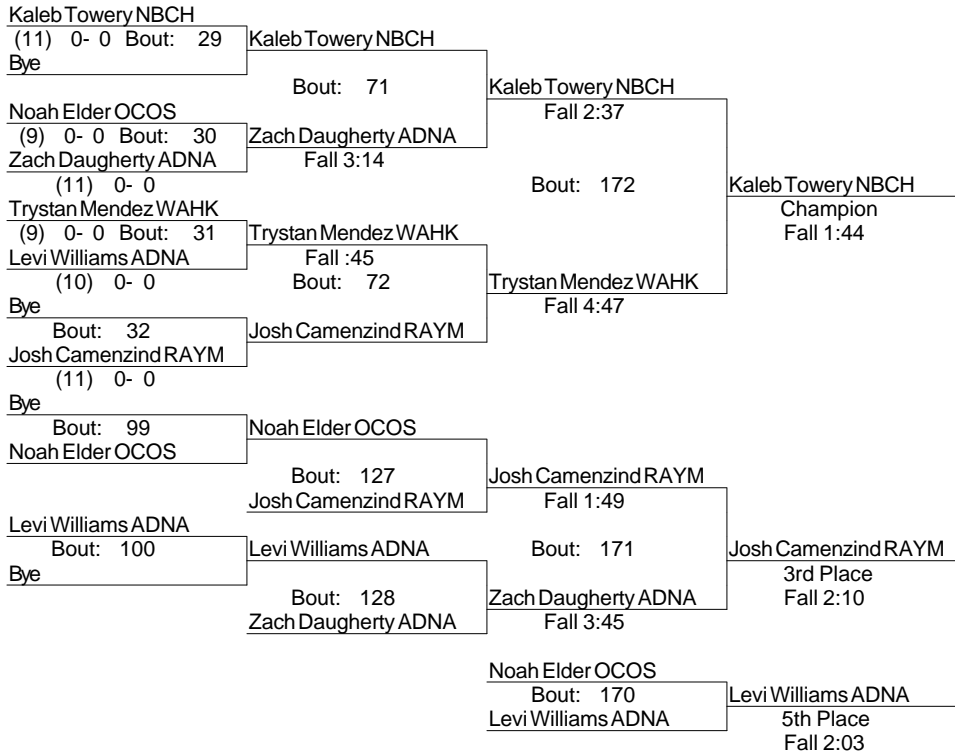 Kaleb Towery NBCH
(11) 0- 0 Bout: 29 Kaleb Towery NBCH
Bye
Bout: 71 Kaleb Towery NBCH
Noah Elder OCOS Fall 2:37
(9) 0- 0 Bout: 30 Zach Daugherty ADNA
Zach Daugherty ADNA Fall 3:14
(11) 0- 0 Bout: 172 Kaleb Towery NBCH
Trystan Mendez WAHK Champion
(9) 0- 0 Bout: 31 Trystan Mendez WAHK Fall 1:44
Levi Williams ADNA Fall :45
(10) 0- 0 Bout: 72 Trystan Mendez WAHK
Bye Fall 4:47
Bout: 32 Josh Camenzind RAYM
Josh Camenzind RAYM
(11) 0- 0
Bye
Bout: 99 Noah Elder OCOS
Noah Elder OCOS
Bout: 127 Josh Camenzind RAYM
Josh Camenzind RAYM Fall 1:49
Levi Williams ADNA
Bout: 100 Levi Williams ADNA Bout: 171 Josh Camenzind RAYM
Bye 3rd Place
Bout: 128 Zach Daugherty ADNA Fall 2:10
Zach Daugherty ADNA Fall 3:45
Noah Elder OCOS
Bout: 170 Levi Williams ADNA
Levi Williams ADNA 5th Place
Fall 2:03